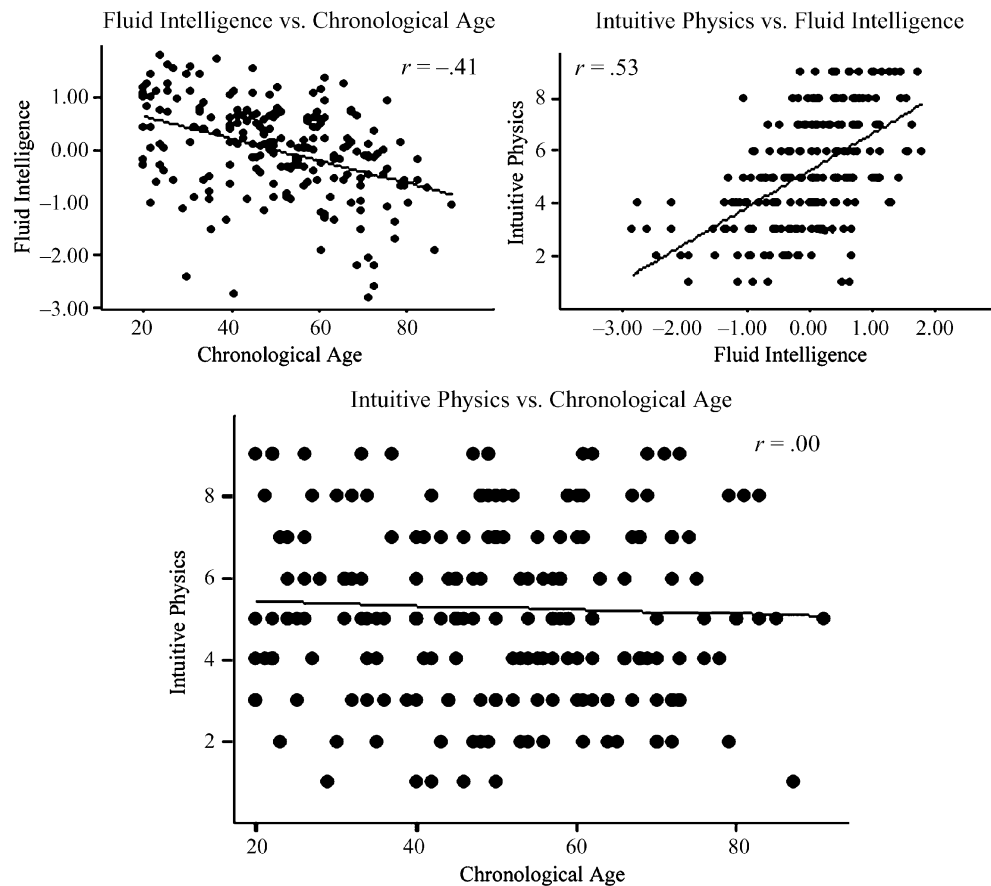 Fluid Intelligence vs. Chronological Age
r = –.41
Fluid Intelligence
1.00
0.00
–1.00
–2.00
–3.00
20 40 60 80
Chronological Age
Intuitive Physics vs. Fluid Intelligence
r = .53
Intuitive Physics
8
6
4
2
–3.00 –2.00 –1.00 0.00 1.00 2.00
Fluid Intelligence
Intuitive Physics vs. Chronological Age
r = .00
Intuitive Physics
8
6
4
2
20 40 60 80
Chronological Age